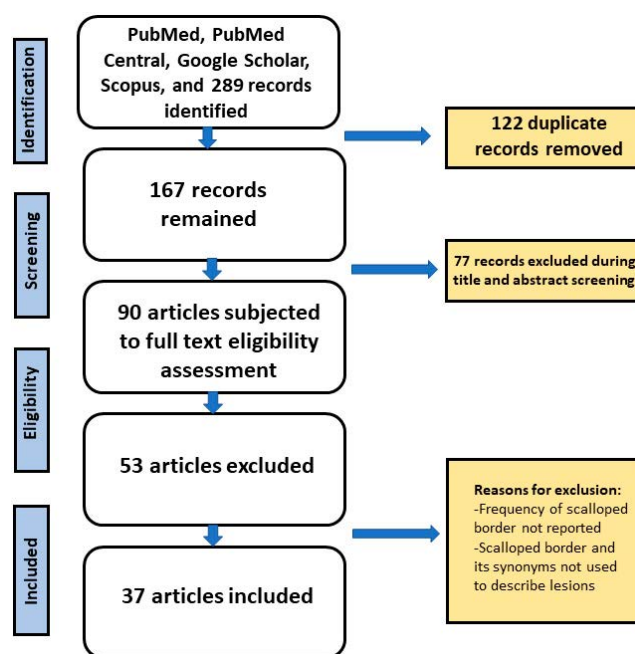 Identification
PubMed, PubMed
Central, Google Scholar,
Scopus, and 289 records
identified
122 duplicate
records removed
Screening
167 records
remained
77 records excluded during
title and abstract screening
90 articles subjected
to full text eligibility
assessment
Eligibility
53 articles excluded
Reasons for exclusion:
-Frequency of scalloped
border not reported
-Scalloped border and
its synonyms not used
to describe lesions
Included
37 articles included